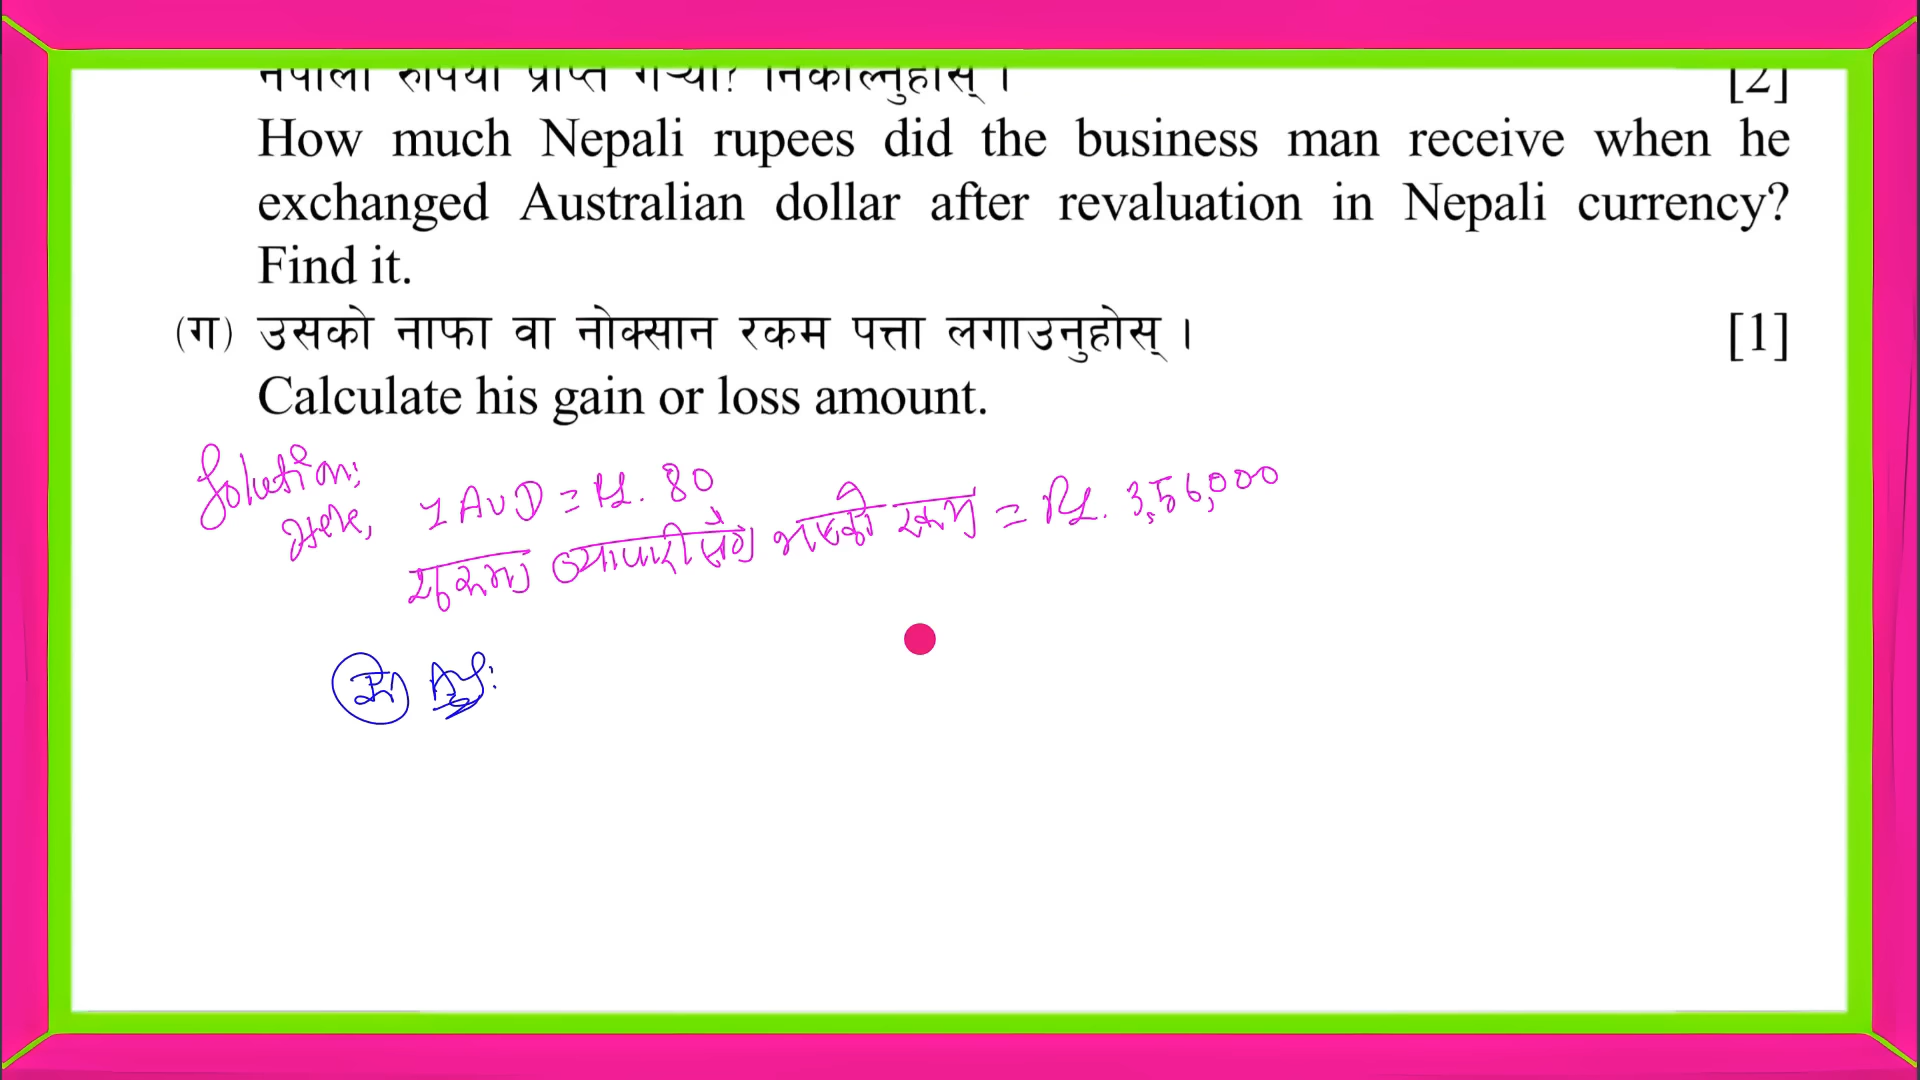 नेपाली रुपैयाँ प्राप्त गर्‍यो? निकाल्नुहोस् । [2]
How much Nepali rupees did the business man receive when he
exchanged Australian dollar after revaluation in Nepali currency?
Find it.
(ग) उसको नाफा वा नोक्सान रकम पत्ता लगाउनुहोस् । [1]
Calculate his gain or loss amount.
Solution;
Here, 1 AUD = Rs. 80
सुरुमा व्यापारीसँग भएको रकम = Rs. 3,56,000